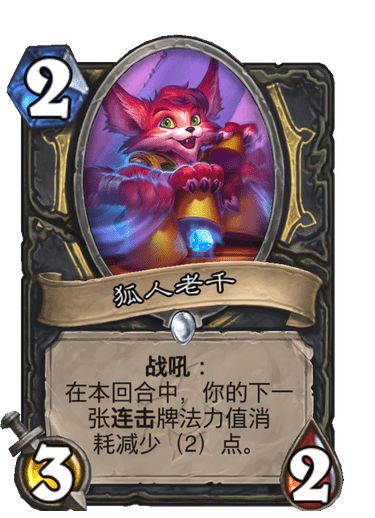 2
狐人老千
战吼：
在本回合中，你的下一
张连击牌法力值消
耗减少（2）点。
3
2